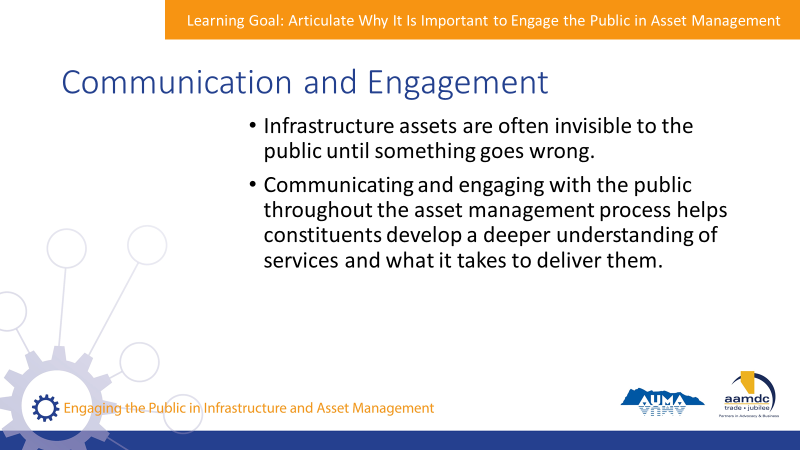 Learning Goal: Articulate Why It Is Important to Engage the Public in Asset Management
Communication and Engagement
• Infrastructure assets are often invisible to the
public until something goes wrong.
• Communicating and engaging with the public
throughout the asset management process helps
constituents develop a deeper understanding of
services and what it takes to deliver them.
Engaging the Public in Infrastructure and Asset Management
AUMA
aamdc
trade • jubilee
Partners in Advocacy & Business